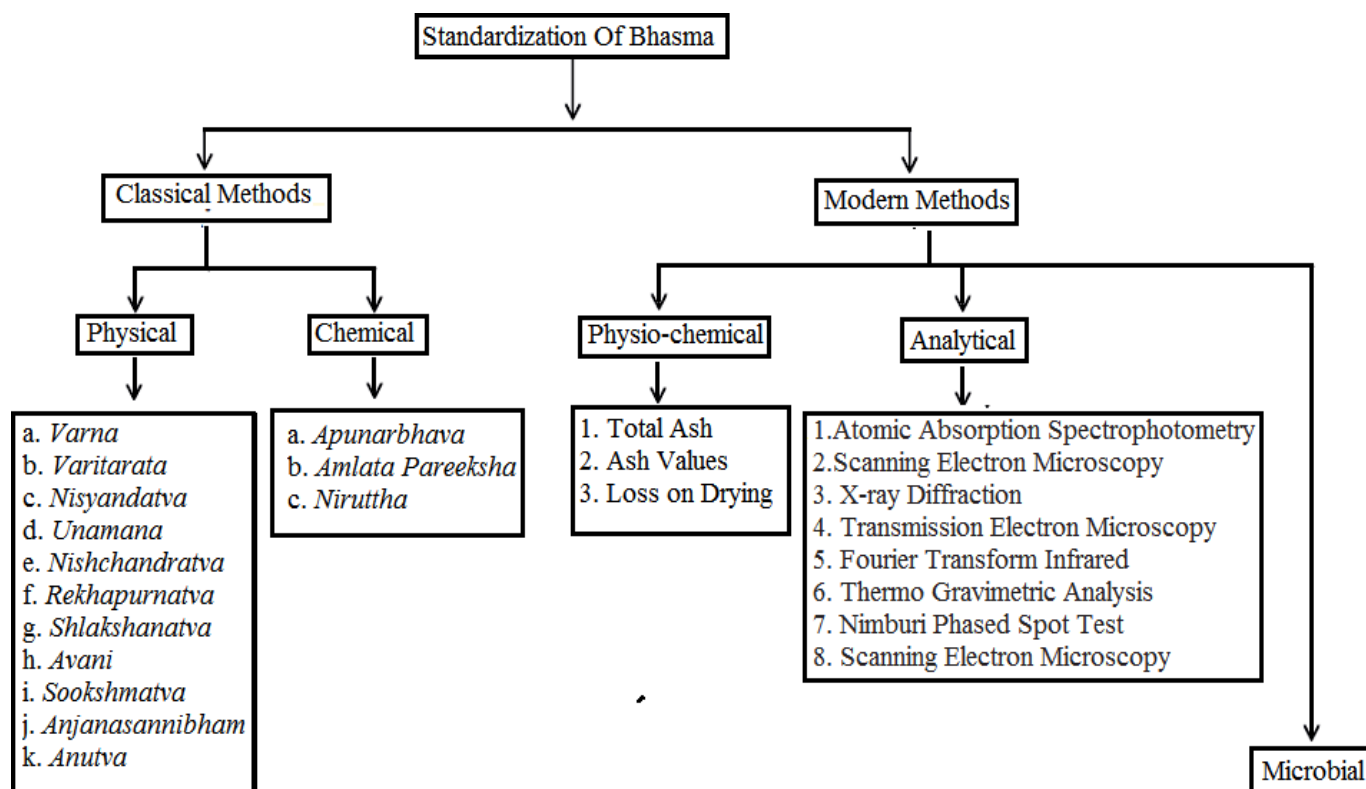 Standardization Of Bhasma
Classical Methods
Modern Methods
Physical
Chemical
Physio-chemical
Analytical
a. Varna
b. Varitarata
c. Nisyandatva
d. Unamana
e. Nishchandratva
f. Rekhapurnatva
g. Shlakshanatva
h. Avani
i. Sookshmatva
j. Anjanasannibham
k. Anutva
a. Apunarbhava
b. Amlata Pareeksha
c. Niruttha
1. Total Ash
2. Ash Values
3. Loss on Drying
1.Atomic Absorption Spectrophotometry
2.Scanning Electron Microscopy
3. X-ray Diffraction
4. Transmission Electron Microscopy
5. Fourier Transform Infrared
6. Thermo Gravimetric Analysis
7. Nimburi Phased Spot Test
8. Scanning Electron Microscopy
Microbial